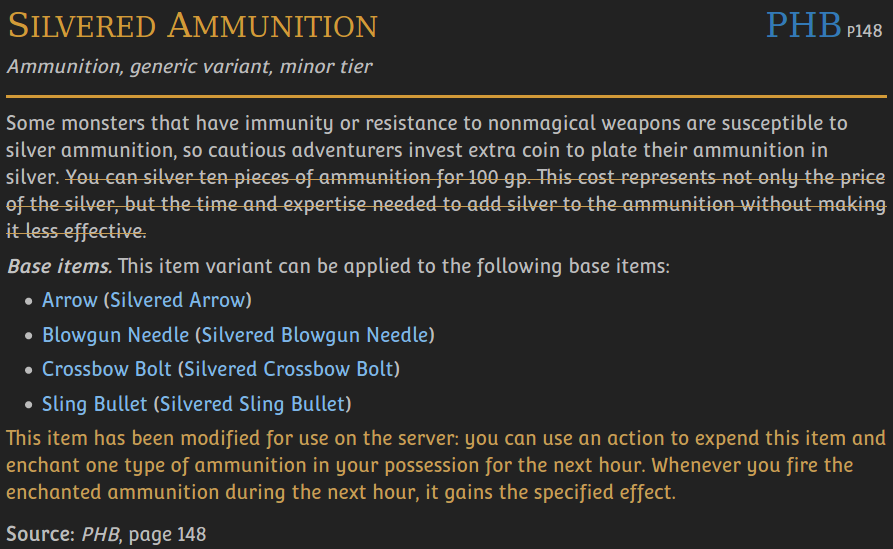 SILVERED AMMUNITION PHB P148
Ammunition, generic variant, minor tier
Some monsters that have immunity or resistance to nonmagical weapons are susceptible to
silver ammunition, so cautious adventurers invest extra coin to plate their ammunition in
silver. You can silver ten pieces of ammunition for 100 gp. This cost represents not only the price
of the silver, but the time and expertise needed to add silver to the ammunition without making
it less effective.
Base items. This item variant can be applied to the following base items:
• Arrow (Silvered Arrow)
• Blowgun Needle (Silvered Blowgun Needle)
• Crossbow Bolt (Silvered Crossbow Bolt)
• Sling Bullet (Silvered Sling Bullet)
This item has been modified for use on the server: you can use an action to expend this item and
enchant one type of ammunition in your possession for the next hour. Whenever you fire the
enchanted ammunition during the next hour, it gains the specified effect.
Source: PHB, page 148